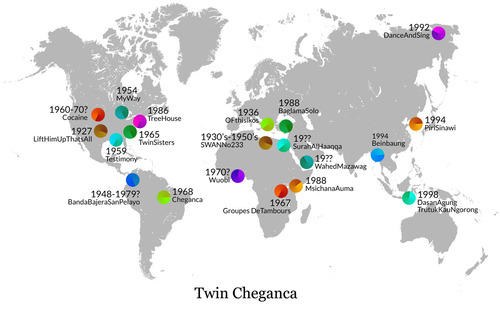 1992
DanceAndSing
1954
MyWay
1960-70?
Cocaine
1986
TreeHouse
1927
LiftHimUpThatsAll
1965
TwinSisters
1959
Testimony
1936
OFthisikos
1988
BaglamaSolo
1930's-1950's
SWANNo233
19??
SurahAlHaaqqa
19??
WahedMazawag
1994
PiriSinawi
1994
Beinbaung
1970?
Wuobi
1988
MsichanaAuma
1967
Groupes DeTambours
1948-1979?
BandaBajeraSanPelayo
1968
Cheganca
1998
DasanAgung
TrutukKauNgorong
Twin Cheganca